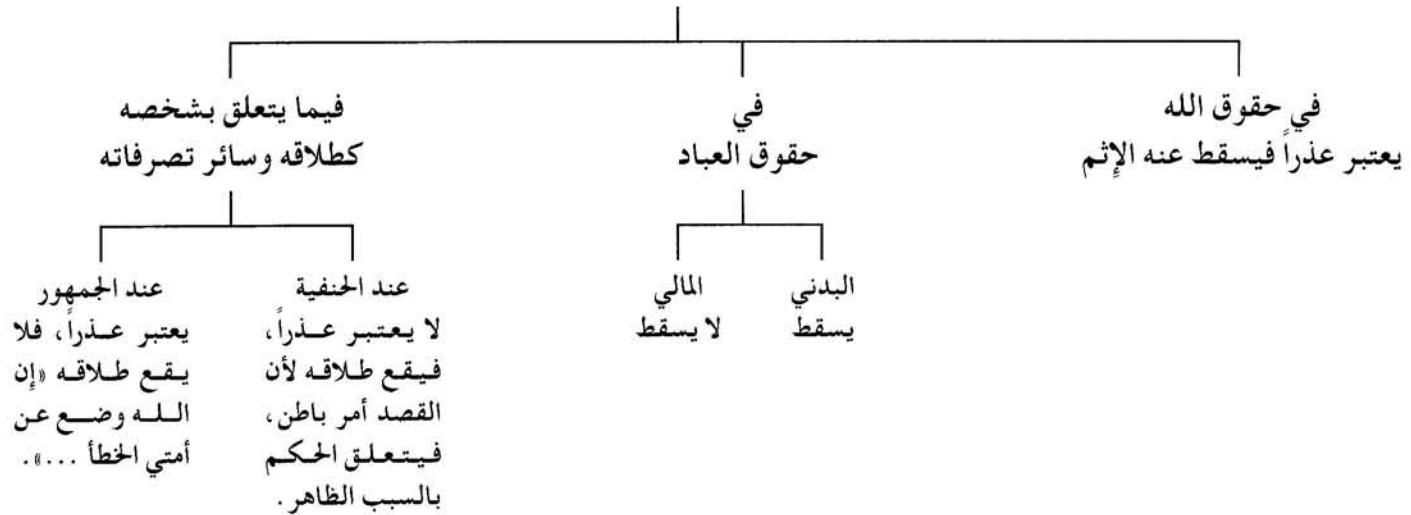 في حقوق الله
يعتبر عذراً فيسقط عنه الإِثم
في
حقوق العباد
البدني
يسقط
المالي
لا يسقط
فيما يتعلق بشخصه
كطلاقه وسائر تصرفاته
عند الحنفية
لا يعتبر عذراً،
فيقع طلاقه لأن
القصد أمر باطن،
فيتعلق الحكم
بالسبب الظاهر.
عند الجمهور
يعتبر عذراً، فلا
يقع طلاقه «إِن
الله وضع عن
أمتي الخطأ ...».